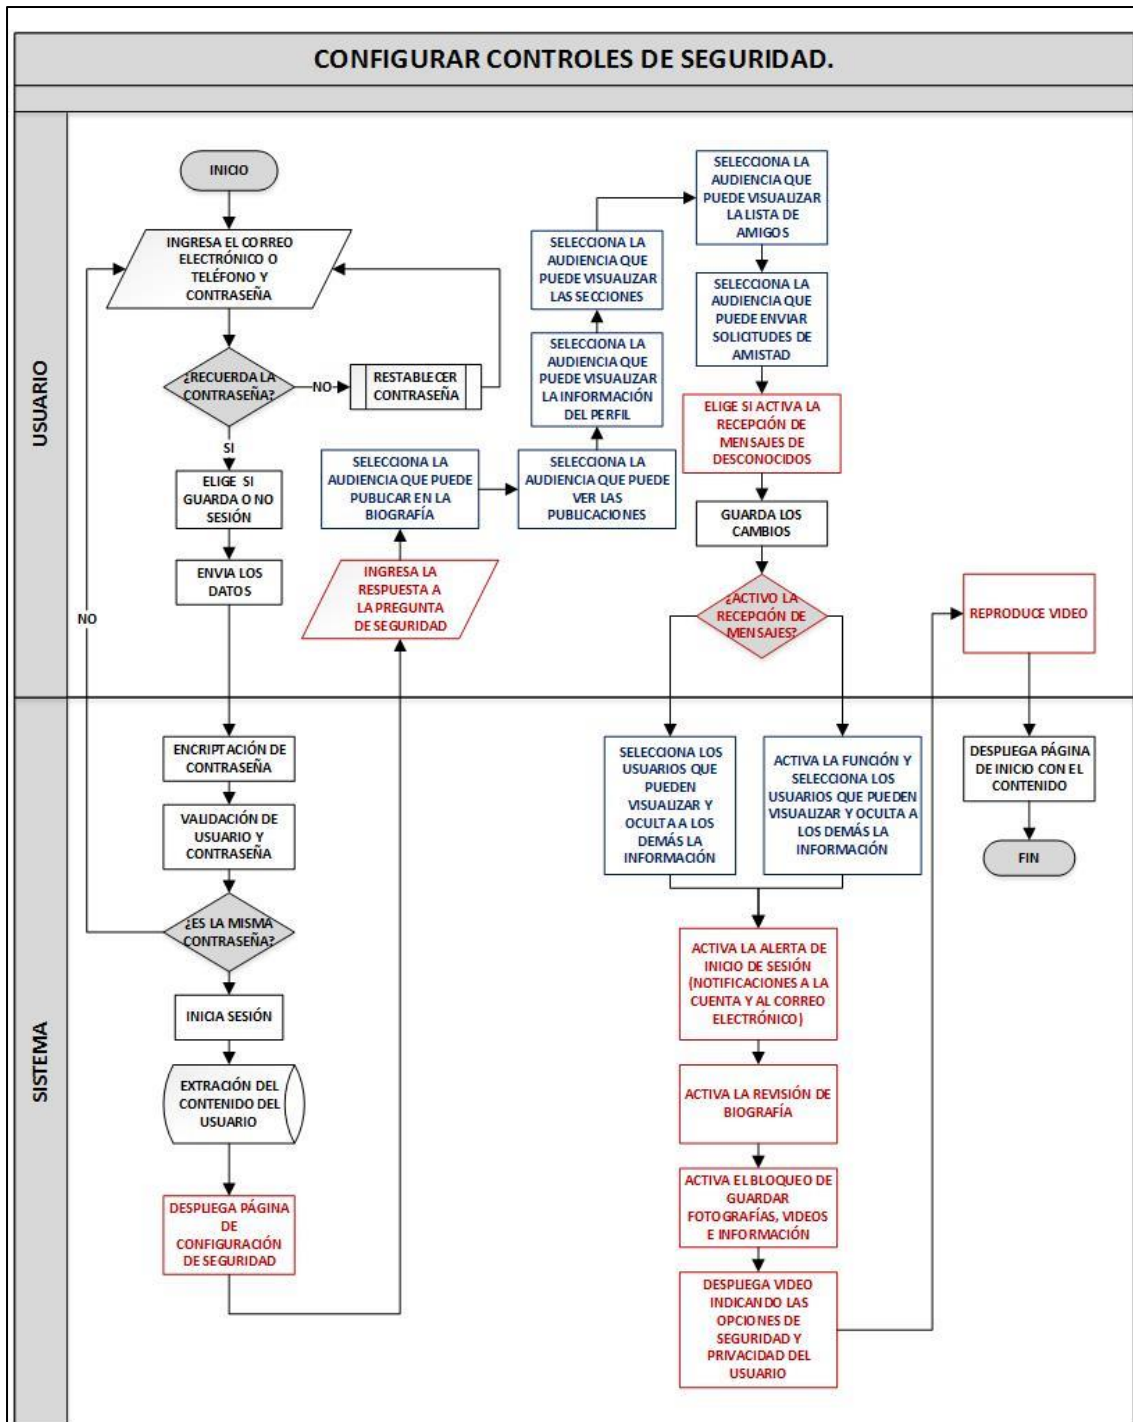 CONFIGURAR CONTROLES DE SEGURIDAD.
USUARIO
INICIO
INGRESA EL CORREO
ELECTRÓNICO O
TELÉFONO Y
CONTRASEÑA
¿RECUERDA LA
CONTRASEÑA?
NO
RESTABLECER
CONTRASEÑA
SI
ELIGE SI
GUARDA O NO
SESIÓN
ENVIA LOS
DATOS
NO
INGRESA LA
RESPUESTA A
LA PREGUNTA
DE SEGURIDAD
SELECCIONA LA
AUDIENCIA QUE PUEDE
PUBLICAR EN LA
BIOGRAFÍA
SELECCIONA LA
AUDIENCIA QUE PUEDE
VER LAS
PUBLICACIONES
SELECCIONA LA
AUDIENCIA QUE
PUEDE VISUALIZAR
LA INFORMACIÓN
DEL PERFIL
SELECCIONA LA
AUDIENCIA QUE
PUEDE VISUALIZAR
LAS SECCIONES
SELECCIONA LA
AUDIENCIA QUE
PUEDE VISUALIZAR
LA LISTA DE
AMIGOS
SELECCIONA LA
AUDIENCIA QUE
PUEDE ENVIAR
SOLICITUDES DE
AMISTAD
ELIGE SI ACTIVA LA
RECEPCIÓN DE
MENSAJES DE
DESCONOCIDOS
GUARDA LOS
CAMBIOS
¿ACTIVO LA
RECEPCIÓN DE
MENSAJES?
REPRODUCE VIDEO
SISTEMA
ENCRIPTACIÓN DE
CONTRASEÑA
VALIDACIÓN DE
USUARIO Y
CONTRASEÑA
¿ES LA MISMA
CONTRASEÑA?
INICIA SESIÓN
EXTRACIÓN DEL
CONTENIDO DEL
USUARIO
DESPLIEGA PÁGINA
DE
CONFIGURACIÓN
DE SEGURIDAD
SELECCIONA LOS
USUARIOS QUE
PUEDEN
VISUALIZAR Y
OCULTA A LOS
DEMÁS LA
INFORMACIÓN
ACTIVA LA FUNCIÓN Y
SELECCIONA LOS
USUARIOS QUE PUEDEN
VISUALIZAR Y OCULTA A
LOS DEMÁS LA
INFORMACIÓN
ACTIVA LA ALERTA DE
INICIO DE SESIÓN
(NOTIFICACIONES A LA
CUENTA Y AL CORREO
ELECTRÓNICO)
ACTIVA LA REVISIÓN DE
BIOGRAFÍA
ACTIVA EL BLOQUEO DE
GUARDAR
FOTOGRAFÍAS, VIDEOS
E INFORMACIÓN
DESPLIEGA VIDEO
INDICANDO LAS
OPCIONES DE
SEGURIDAD Y
PRIVACIDAD DEL
USUARIO
DESPLIEGA PÁGINA
DE INICIO CON EL
CONTENIDO
FIN